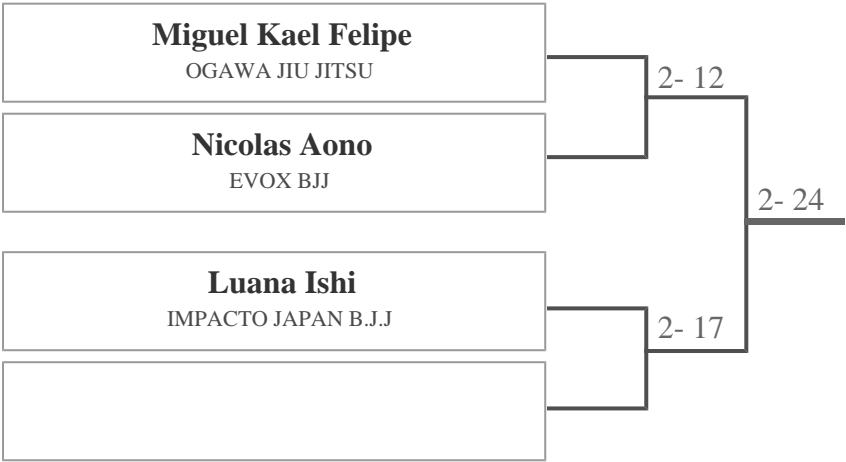 Miguel Kael Felipe
OGAWA JIU JITSU
2- 12
Nicolas Aono
EVOX BJJ
2- 24
Luana Ishi
IMPACTO JAPAN B.J.J
2- 17